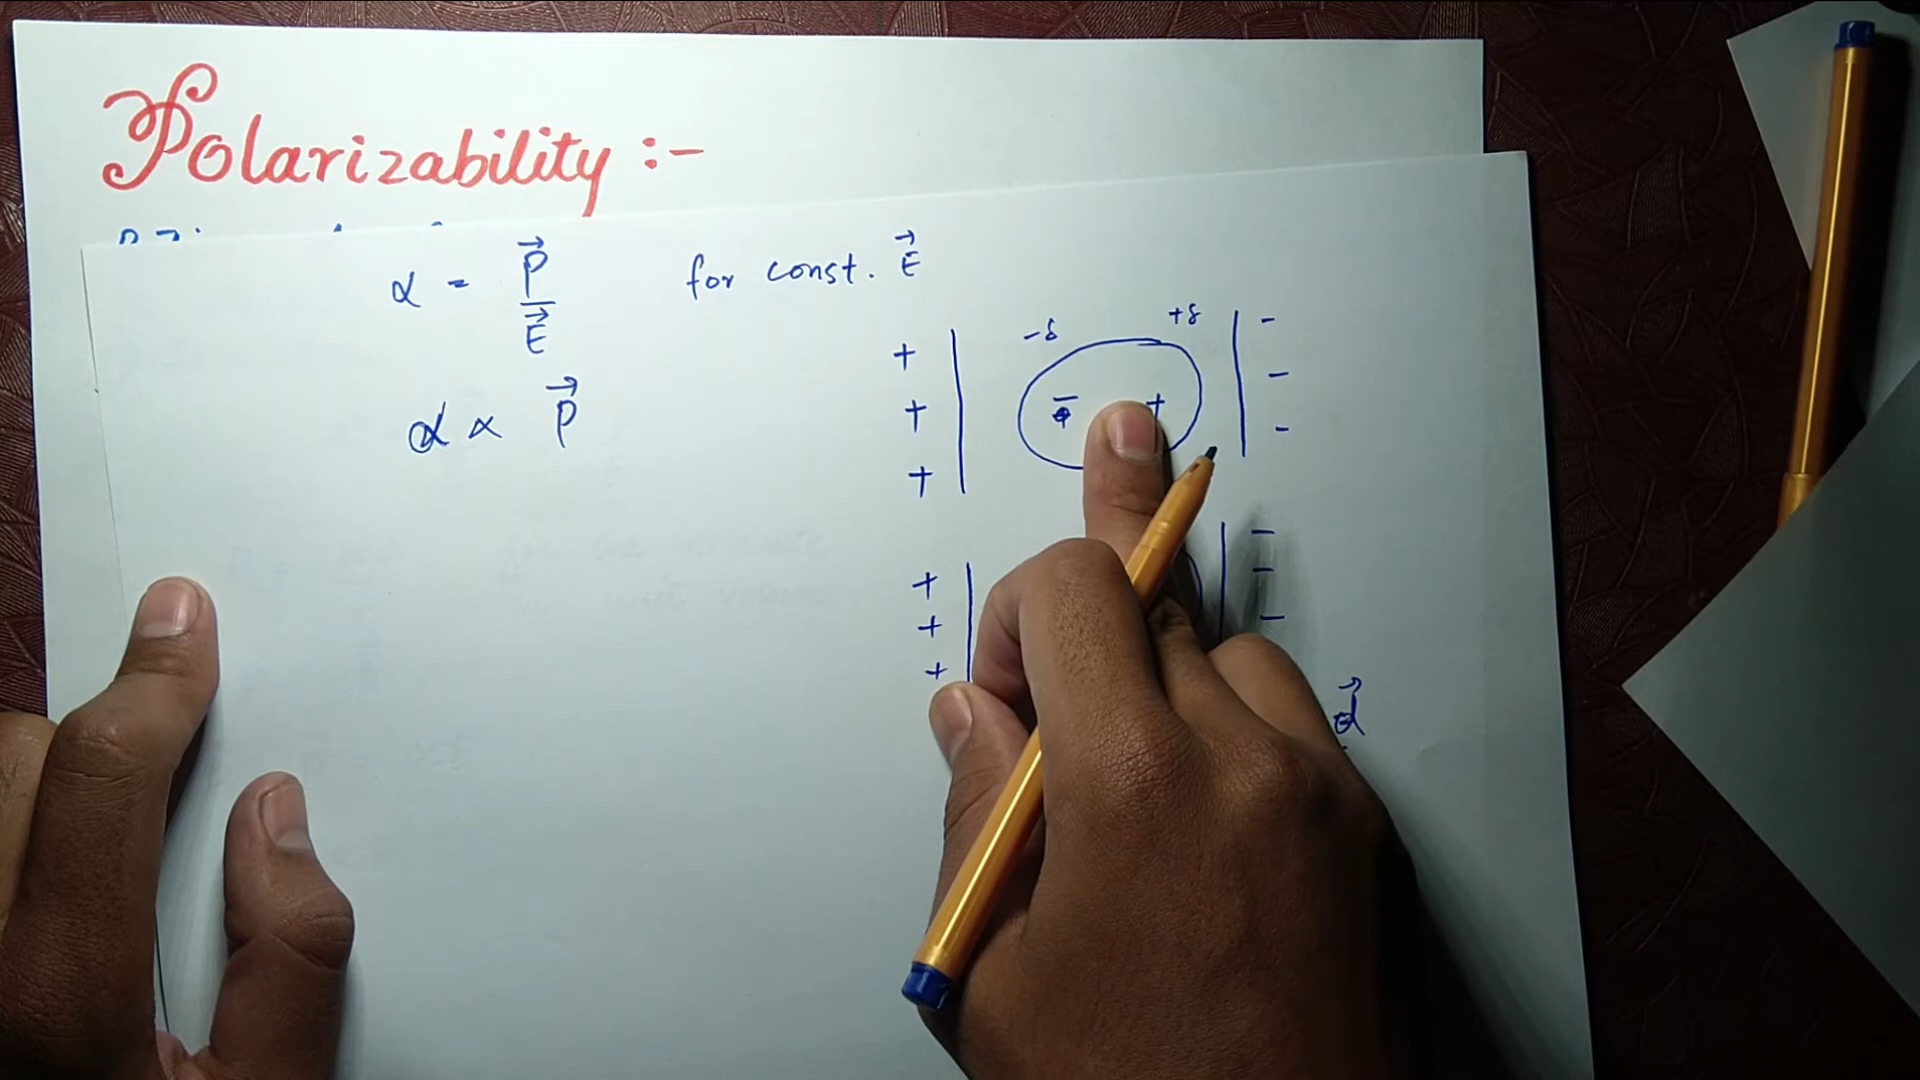 Polarizability :-
α = P⃗ / E⃗ for const. E⃗
α ∝ P⃗
-δ +δ
+ -
+ - + -
+ -
+ -
+ -
+ -
d⃗